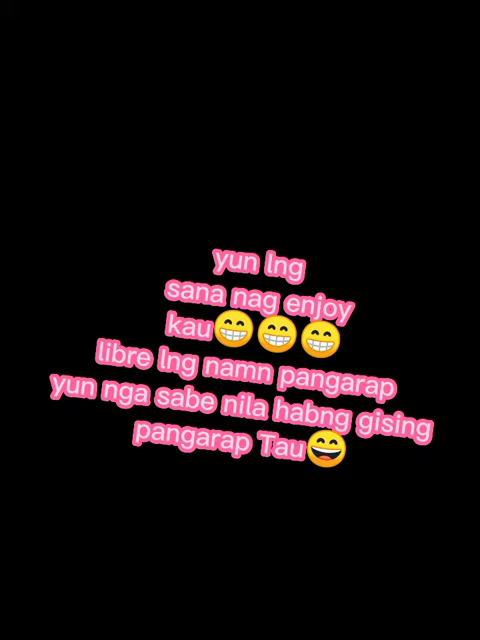 yun lng
sana nag enjoy
kau😁😁😁
libre lng namn pangarap
yun nga sabe nila habng gising
pangarap Tau😄